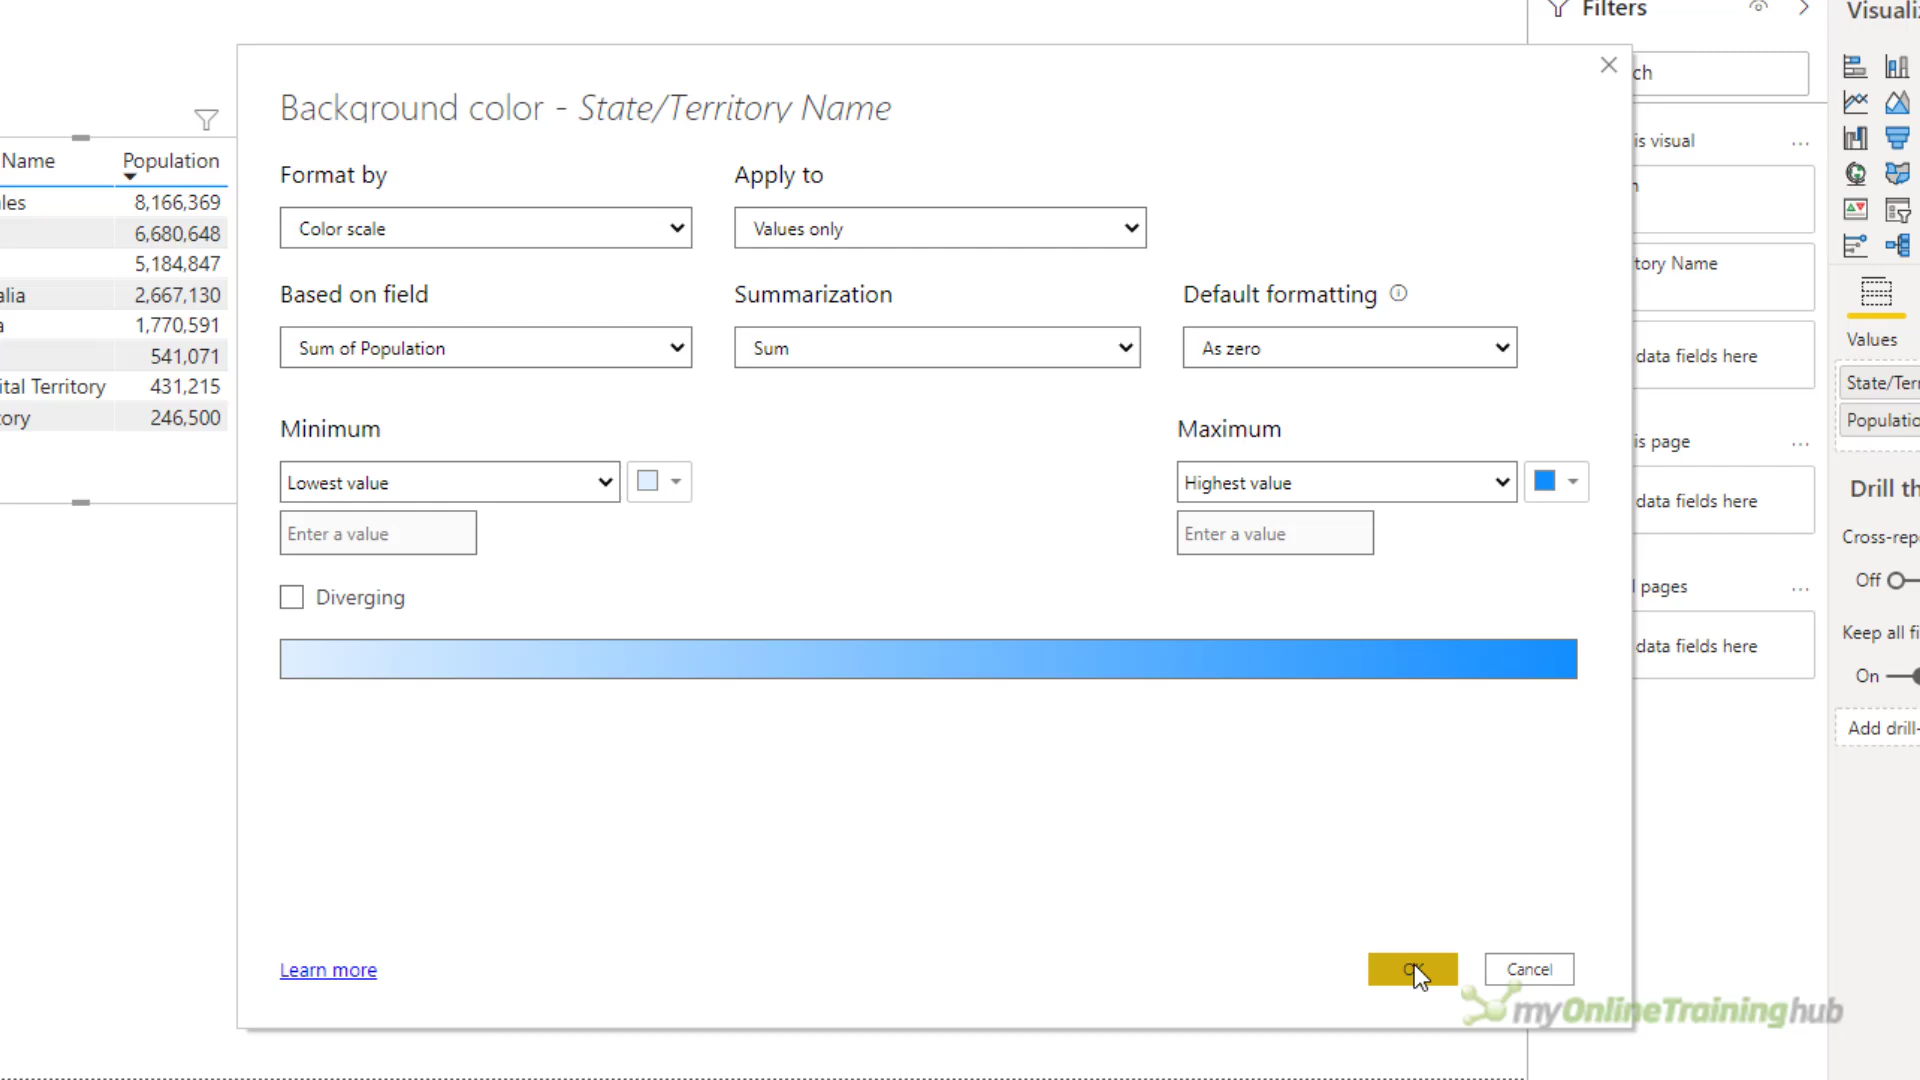 Filters
Visuali
ch
Background color - State/Territory Name
Name
Population
Format by
Apply to
is visual
les
8,166,369
Color scale
Values only
6,680,648
5,184,847
tory Name
alia
2,667,130
Based on field
Summarization
Default formatting
a
1,770,591
Sum of Population
Sum
As zero
Values
541,071
data fields here
ital Territory
431,215
State/Terr
tory
246,500
Populatio
Minimum
Maximum
is page
Lowest value
Highest value
Drill th
data fields here
Enter a value
Enter a value
Cross-rep
Off
Diverging
l pages
Keep all fi
data fields here
On
Add drill-
Learn more
OK
Cancel
myOnlineTraininghub